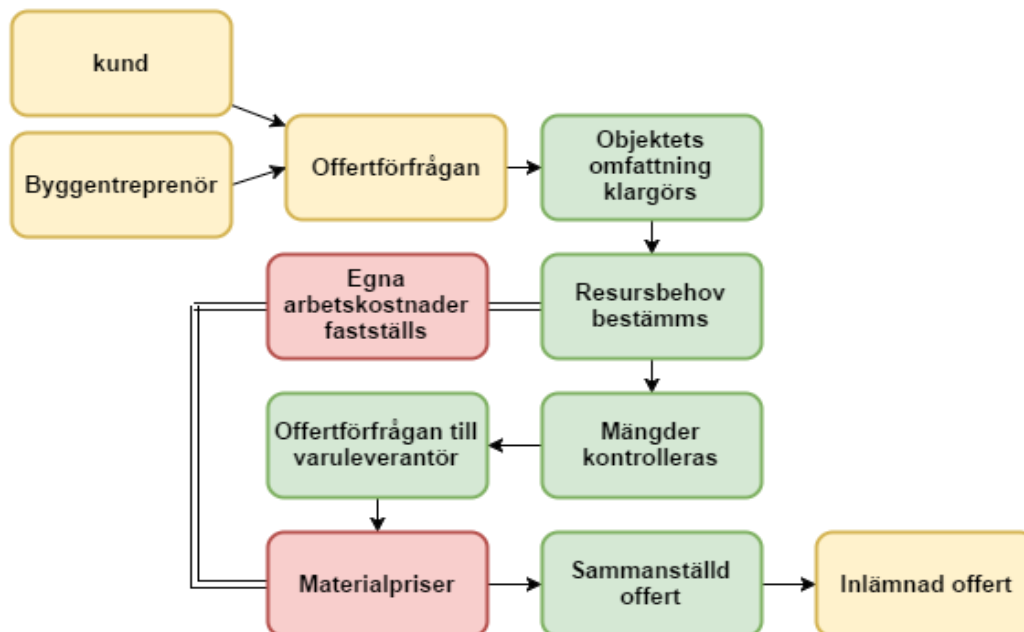 kund
Byggentreprenör
Offertförfrågan
Objektets
omfattning
klargörs
Egna
arbetskostnader
fastställs
Resursbehov
bestämms
Offertförfrågan till
varuleverantör
Mängder
kontrolleras
Materialpriser
Sammanställd
offert
Inlämnad offert